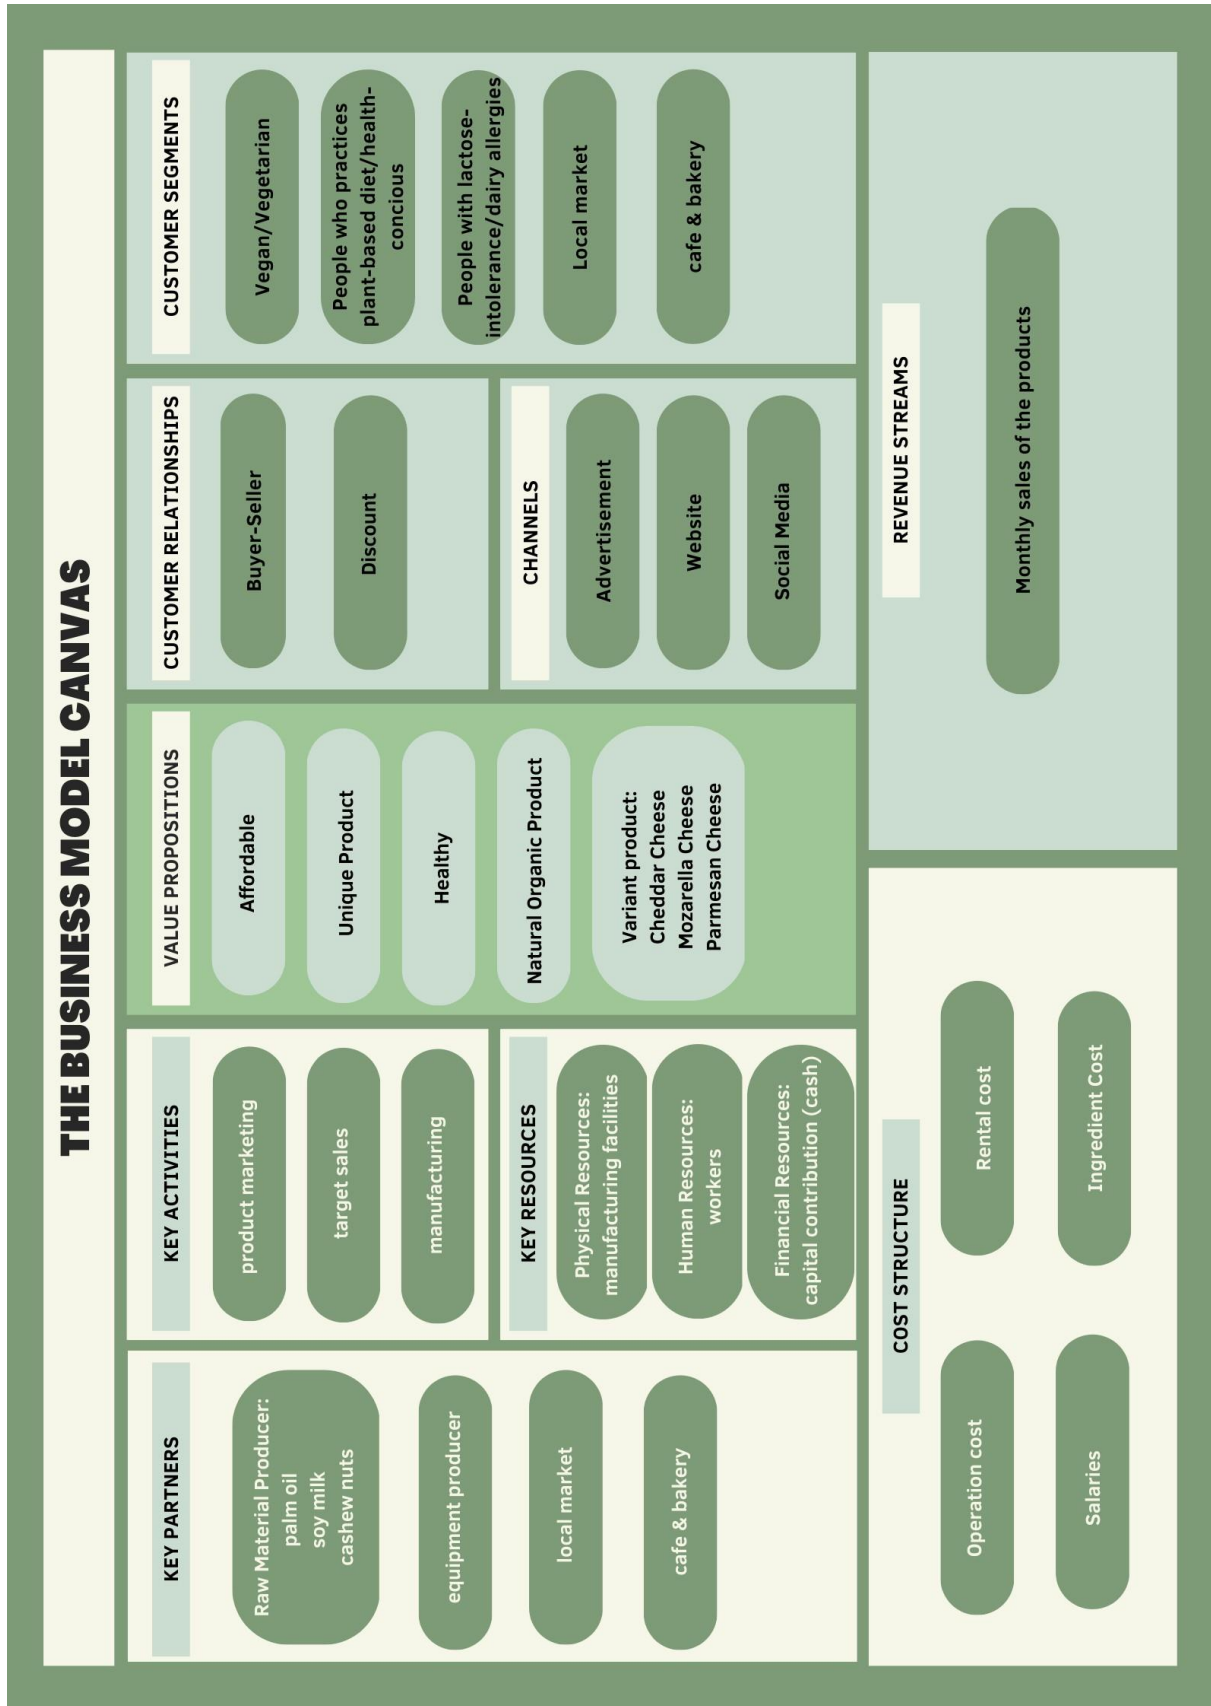 THE BUSINESS MODEL CANVAS
KEY PARTNERS
Raw Material Producer:
palm oil
soy milk
cashew nuts
equipment producer
local market
cafe & bakery
KEY ACTIVITIES
product marketing
target sales
manufacturing
KEY RESOURCES
Physical Resources:
manufacturing facilities
Human Resources:
workers
Financial Resources:
capital contribution (cash)
VALUE PROPOSITIONS
Affordable
Unique Product
Healthy
Natural Organic Product
Variant product:
Cheddar Cheese
Mozarella Cheese
Parmesan Cheese
CUSTOMER RELATIONSHIPS
Buyer-Seller
Discount
CHANNELS
Advertisement
Website
Social Media
CUSTOMER SEGMENTS
Vegan/Vegetarian
People who practices
plant-based diet/health-
concious
People with lactose-
intolerance/dairy allergies
Local market
cafe & bakery
COST STRUCTURE
Operation cost
Rental cost
Salaries
Ingredient Cost
REVENUE STREAMS
Monthly sales of the products